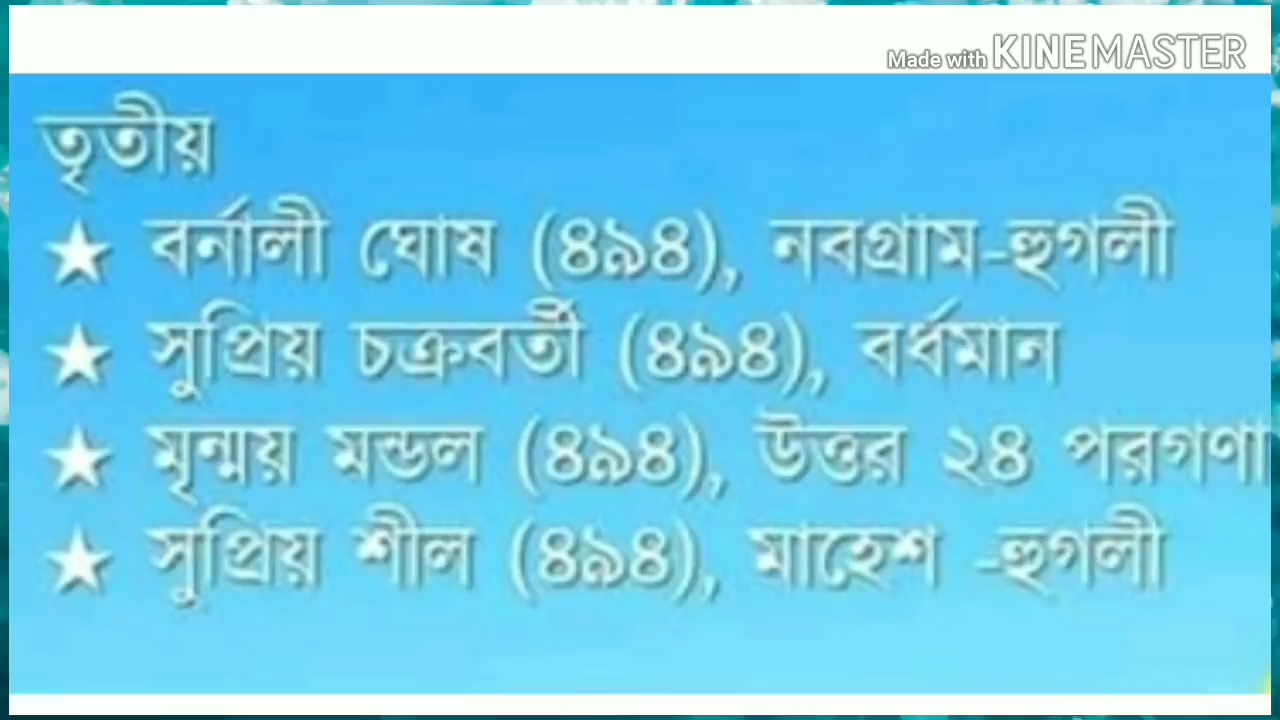 Made with KINEMASTER
তৃতীয়
★ বর্নালী ঘোষ (৪৯৪), নবগ্রাম-হুগলী
★ সুপ্রিয় চক্রবর্তী (৪৯৪), বর্ধমান
★ মৃন্ময় মন্ডল (৪৯৪), উত্তর ২৪ পরগণা
★ সুপ্রিয় শীল (৪৯৪), মাহেশ -হুগলী